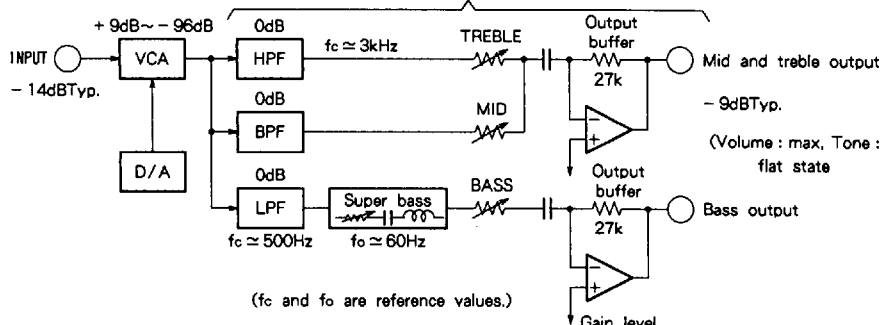 + 9dB~ - 96dB
INPUT
- 14dBTyp.
VCA
D/A
0dB
HPF
fc ≃ 3kHz
TREBLE
Output
buffer
27k
Mid and treble output
- 9dBTyp.
(Volume : max, Tone :
flat state
0dB
BPF
MID
0dB
LPF
fc ≃ 500Hz
Super bass
fo ≃ 60Hz
BASS
Output
buffer
27k
Bass output
(fc and fo are reference values.)
Gain level